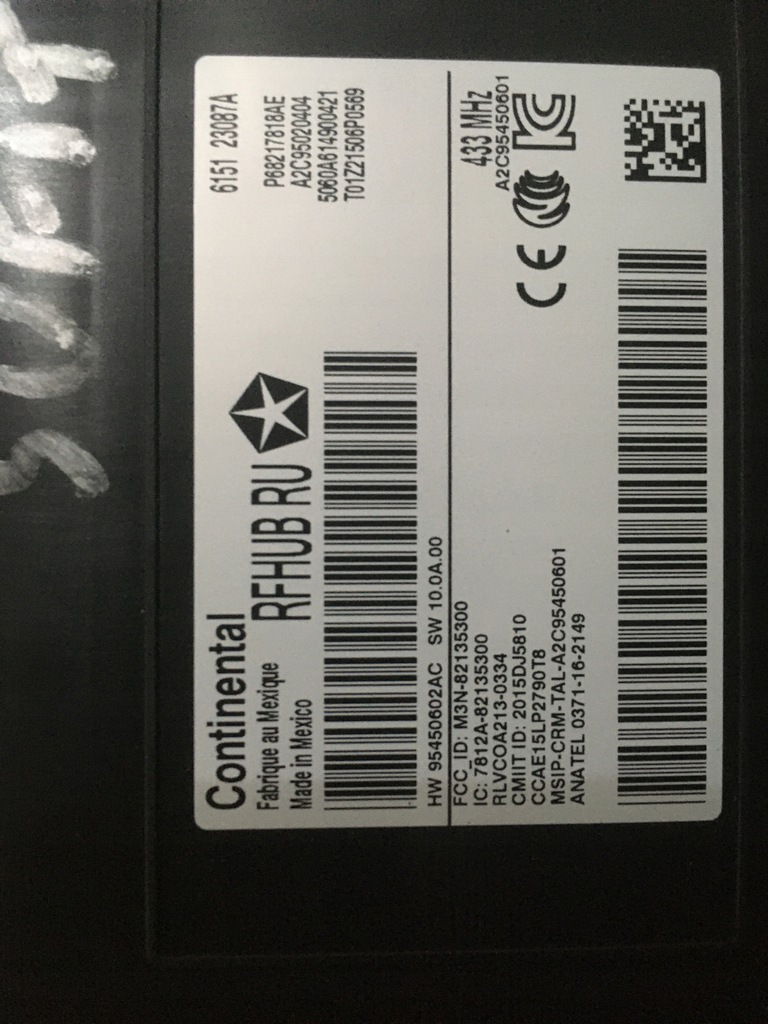 Continental
6151 23087A
Fabrique au Mexique
Made in Mexico
RFHUB RU
P68217818AE
A2C95020404
5060A614900421
T01Z21506P0569
HW 95450602AC SW 10.0A.00
FCC_ID: M3N-82135300
IC: 7812A-82135300
RLVCOA213-0334
CMIIT ID: 2015DJ5810
CCAE15LP2790T8
MSIP-CRM-TAL-A2C95450601
ANATEL 0371-16-2149
433 MHz
A2C95450601
CE